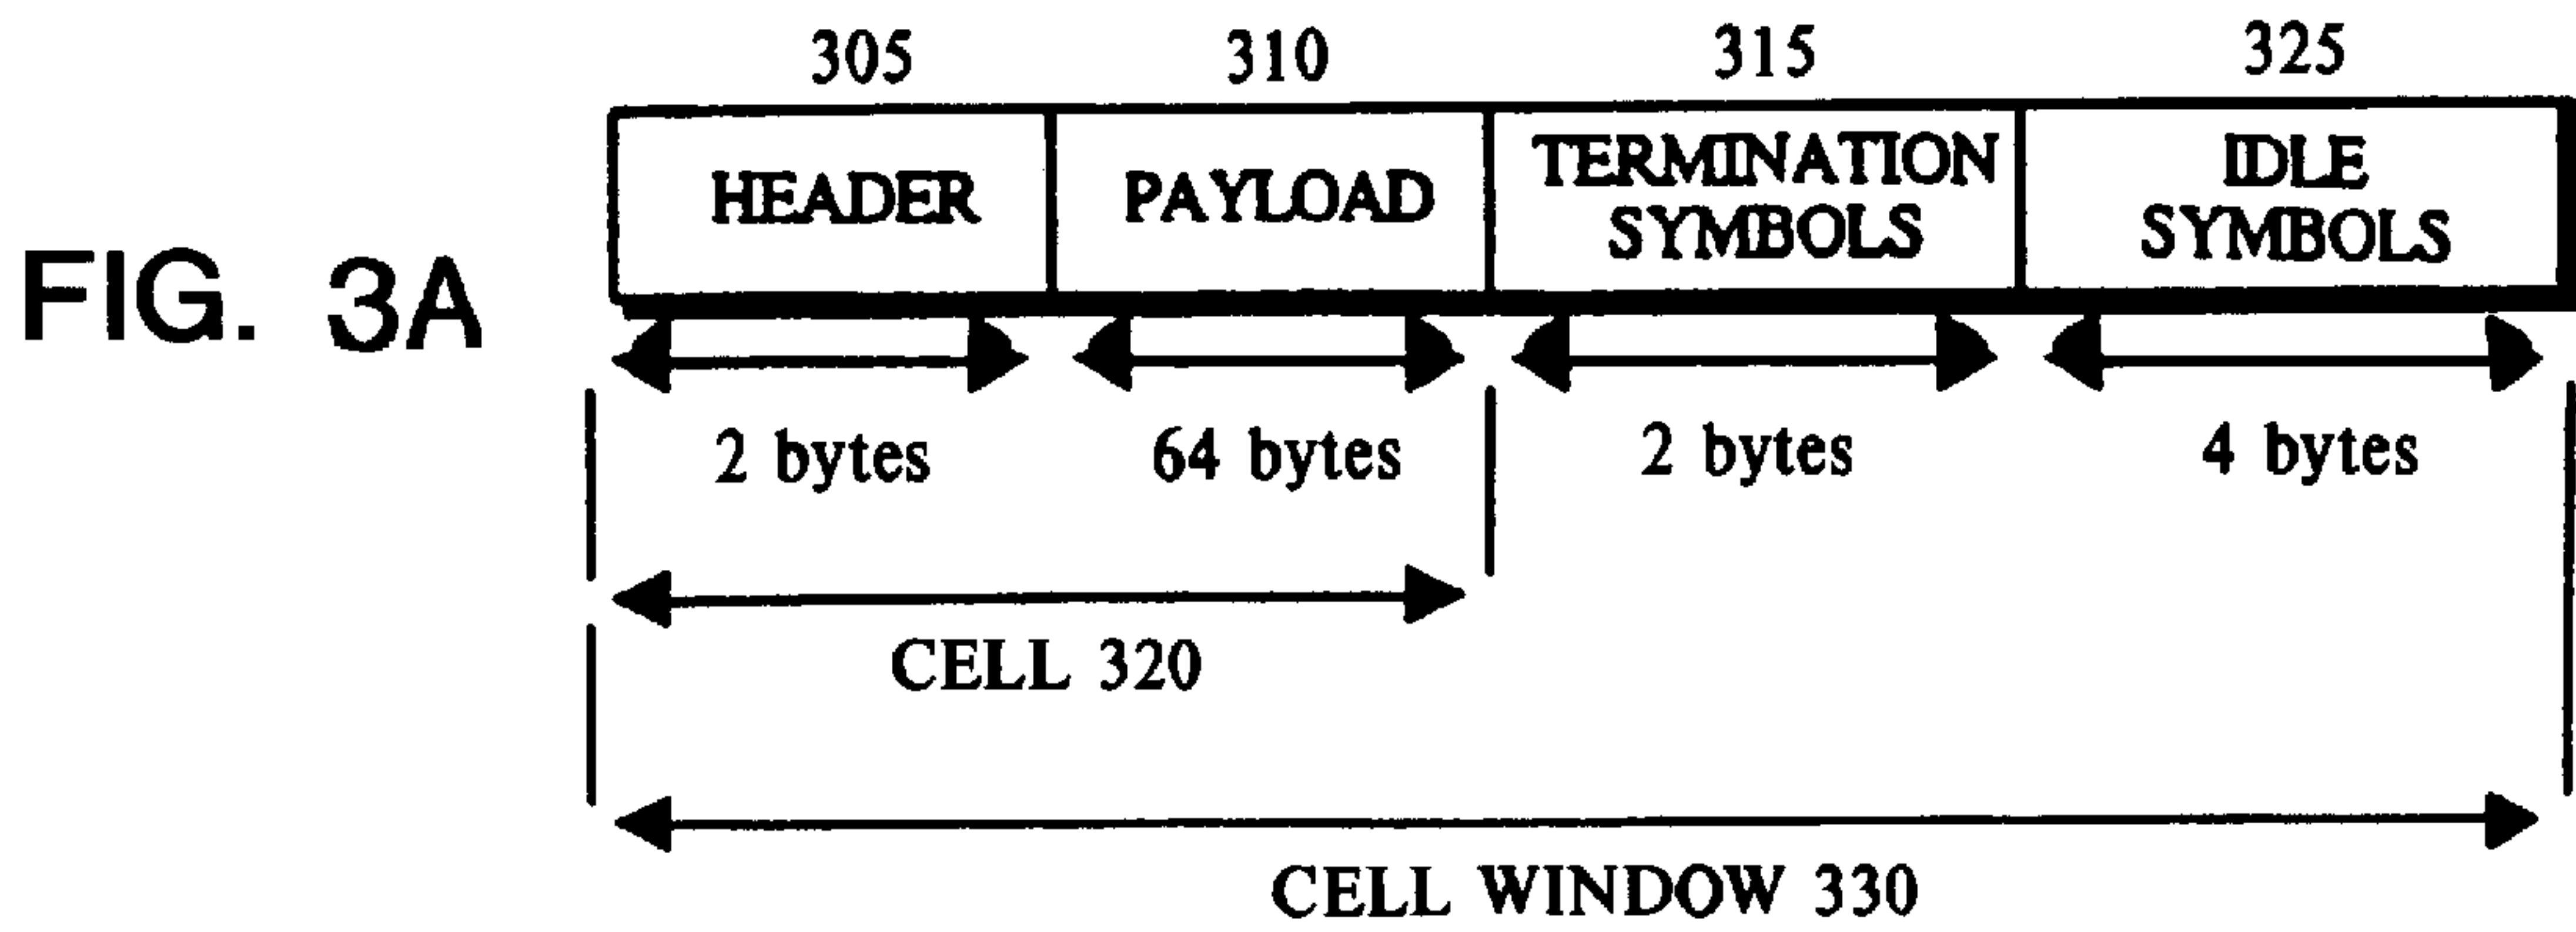 305 310 315 325
HEADER PAYLOAD TERMINATION SYMBOLS IDLE SYMBOLS
FIG. 3A
2 bytes 64 bytes 2 bytes 4 bytes
CELL 320
CELL WINDOW 330